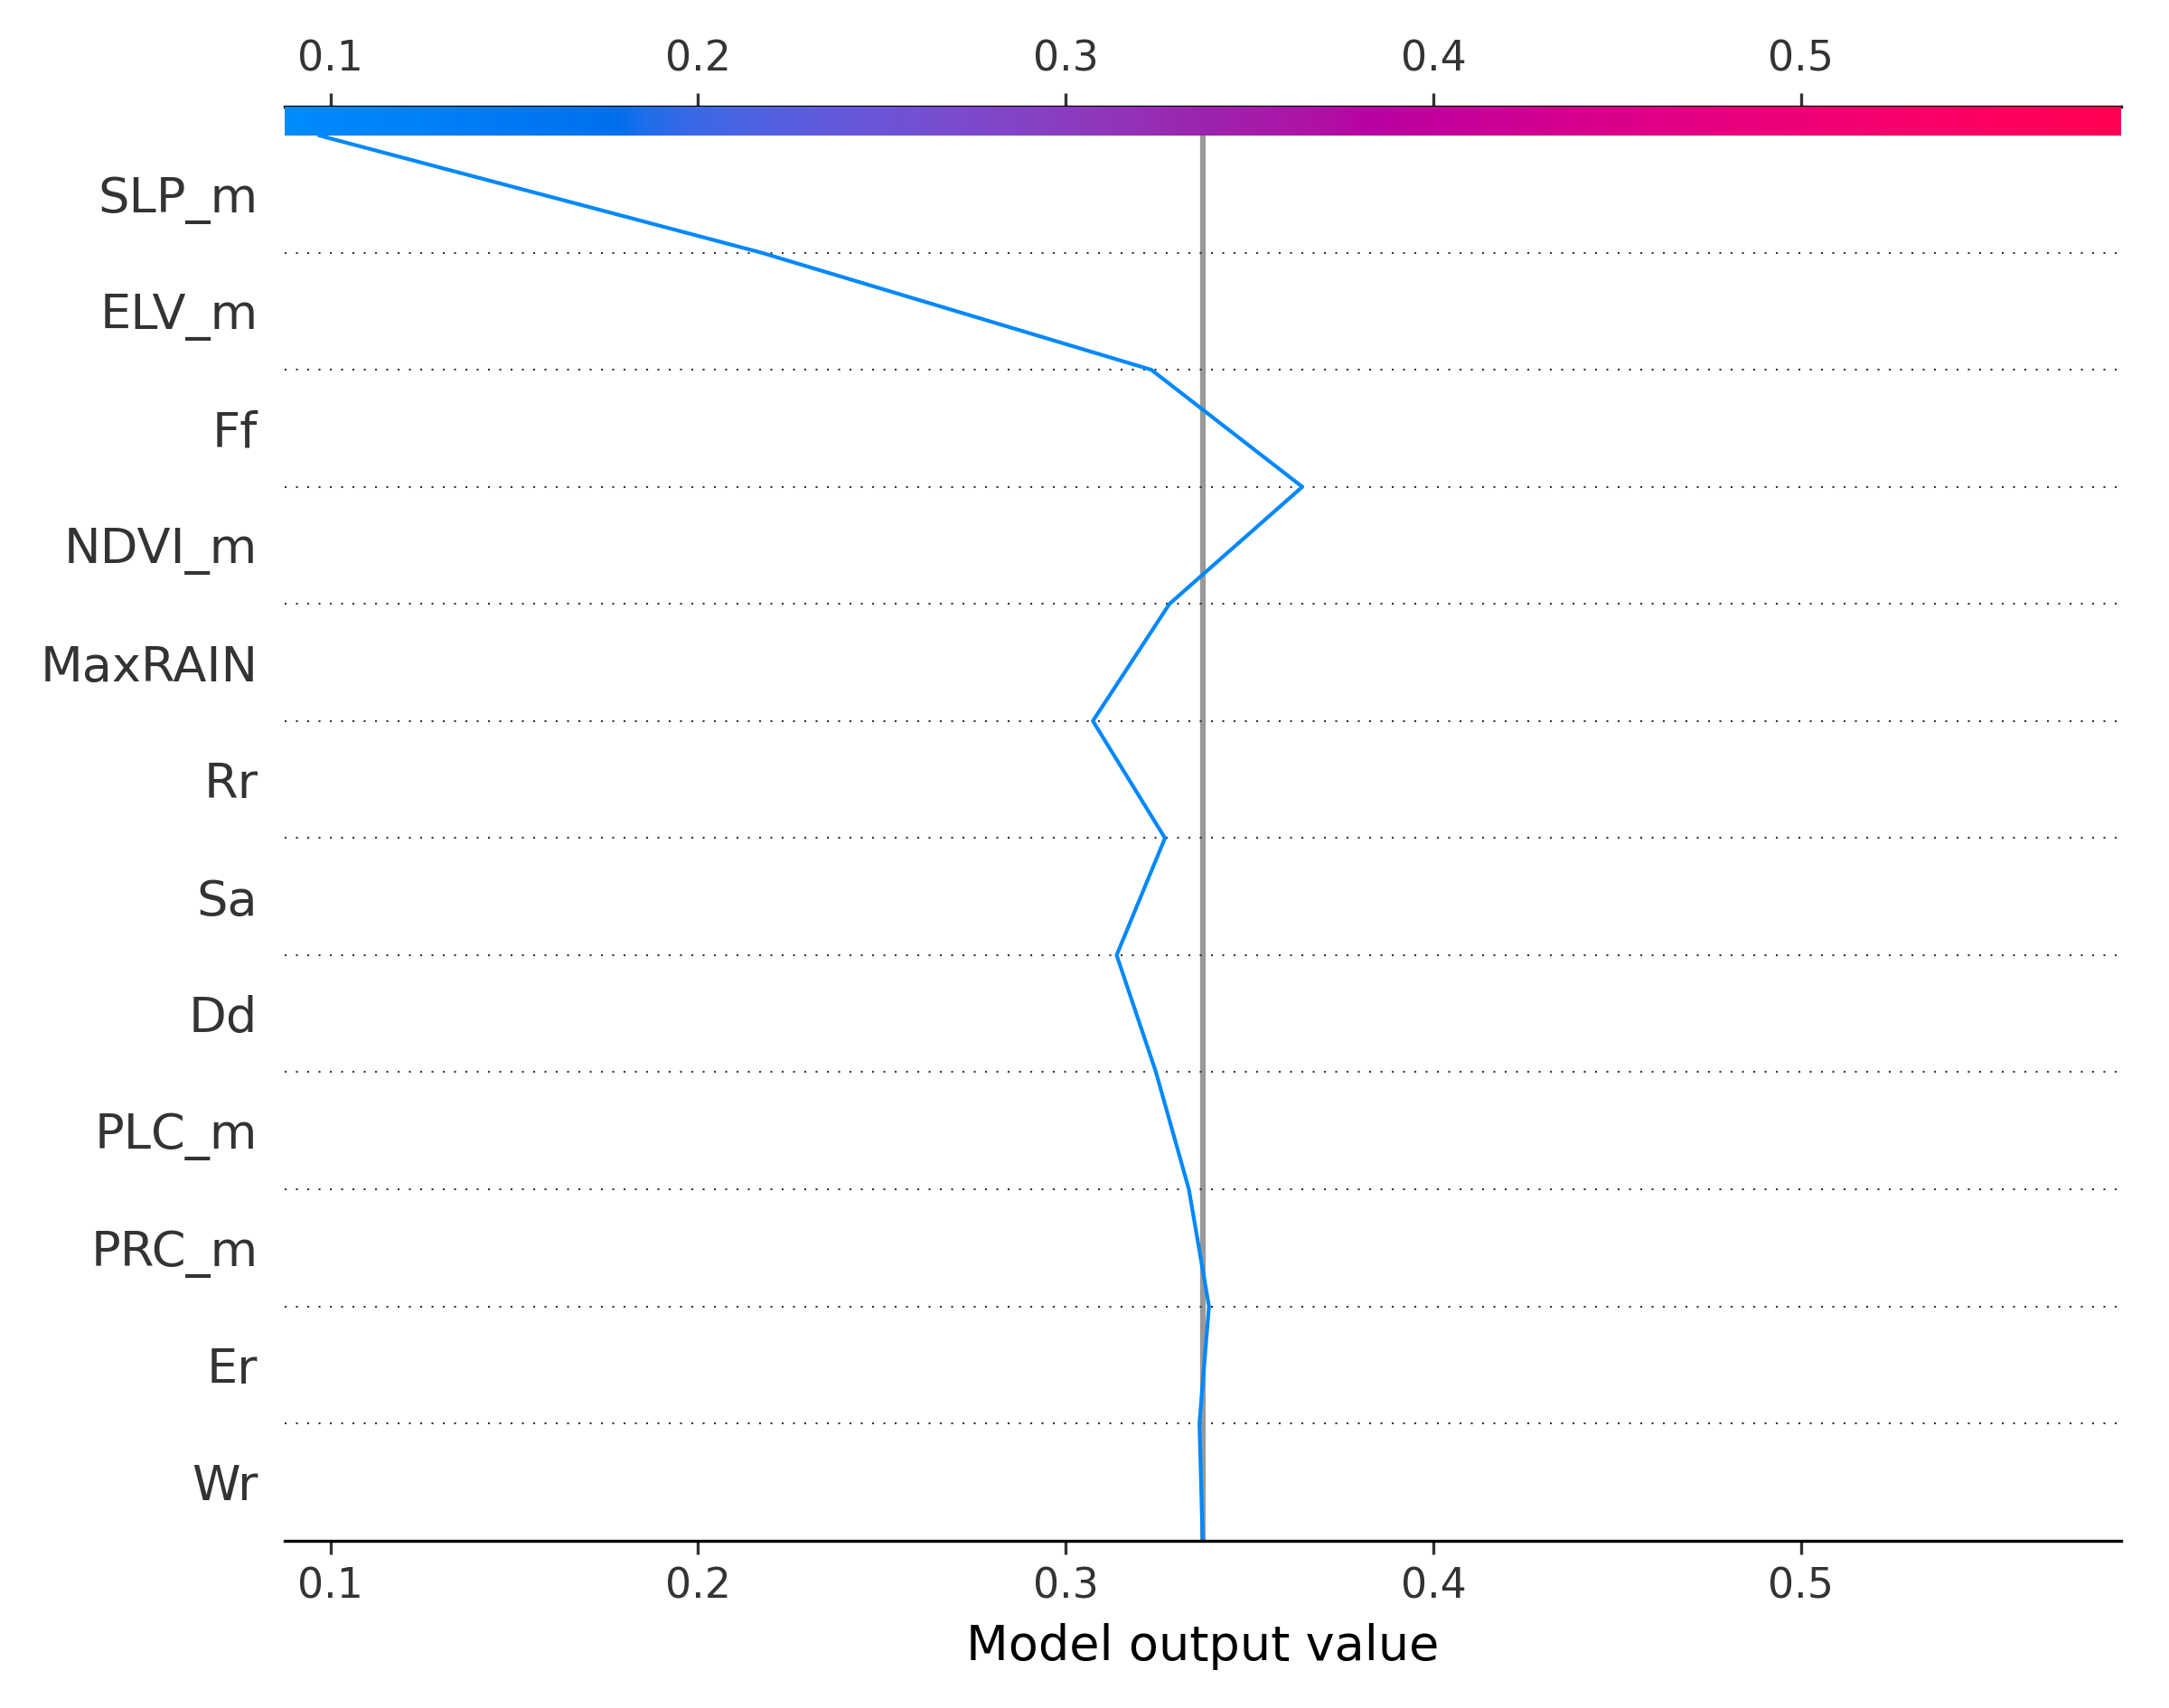 0.1 0.2 0.3 0.4 0.5
SLP_m
ELV_m
Ff
NDVI_m
MaxRAIN
Rr
Sa
Dd
PLC_m
PRC_m
Er
Wr
0.1 0.2 0.3 0.4 0.5
Model output value